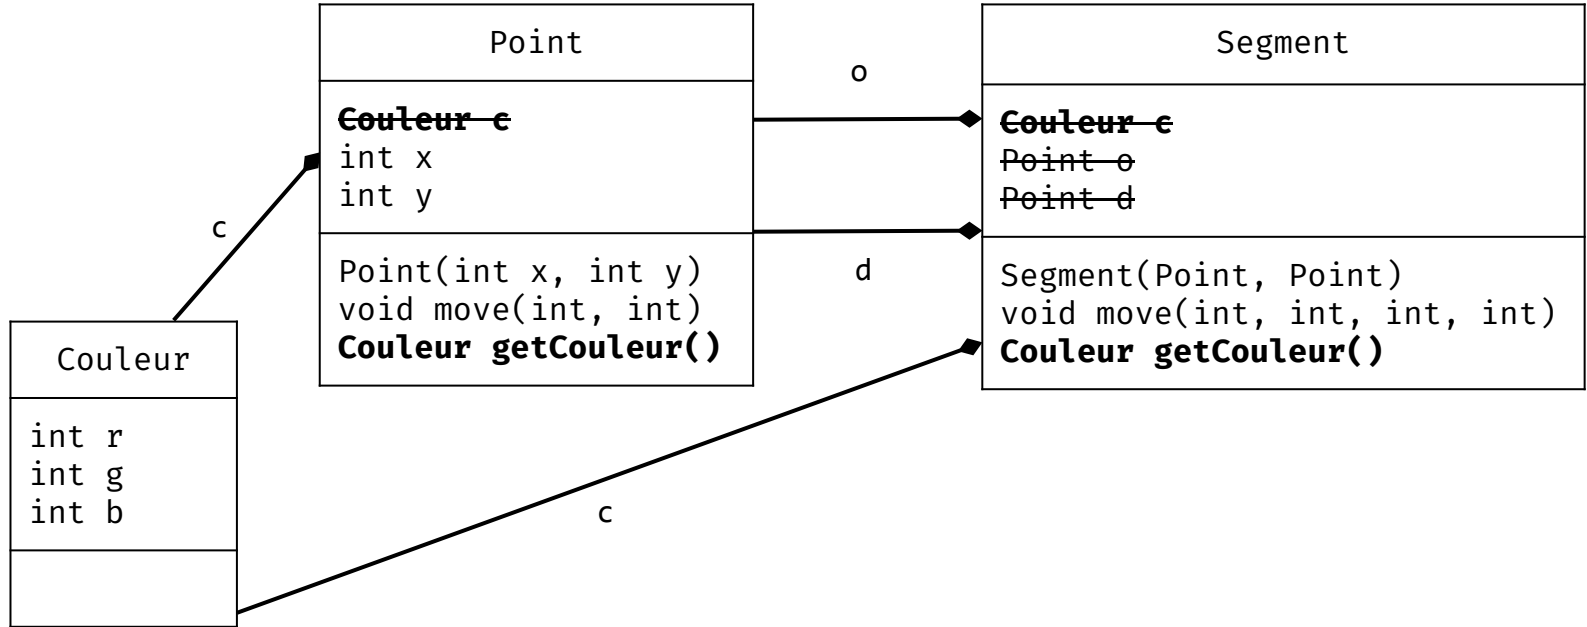 Point
Couleur c
int x
int y
Point(int x, int y)
void move(int, int)
Couleur getCouleur()
o
d
Segment
Couleur c
Point o
Point d
Segment(Point, Point)
void move(int, int, int, int)
Couleur getCouleur()
c
Couleur
int r
int g
int b
c